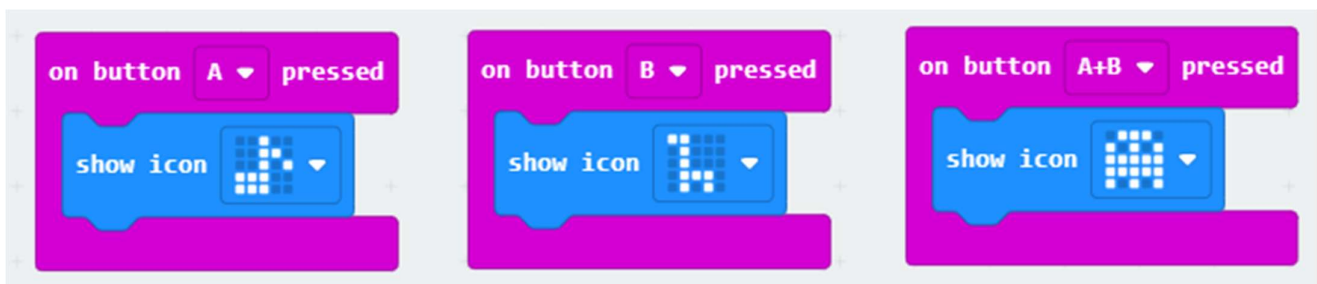 on button A pressed
show icon
on button B pressed
show icon
on button A+B pressed
show icon